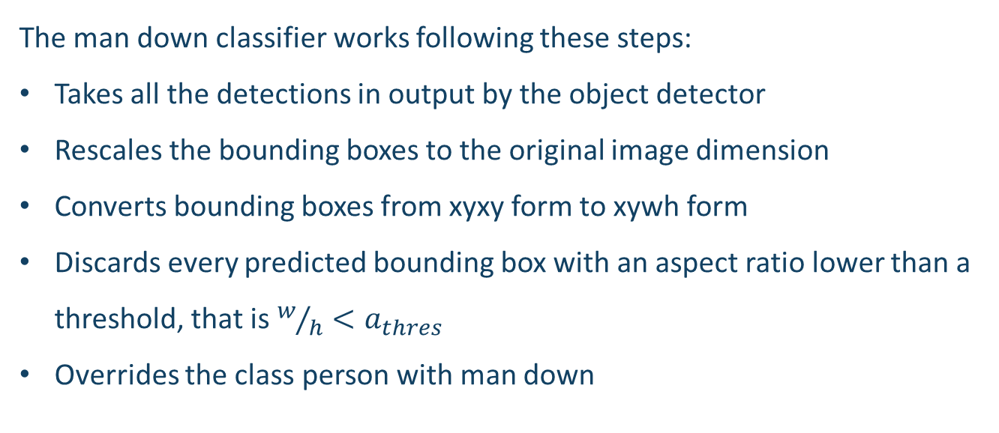 The man down classifier works following these steps:
• Takes all the detections in output by the object detector
• Rescales the bounding boxes to the original image dimension
• Converts bounding boxes from xyxy form to xywh form
• Discards every predicted bounding box with an aspect ratio lower than a
threshold, that is w/h < a_thres
• Overrides the class person with man down